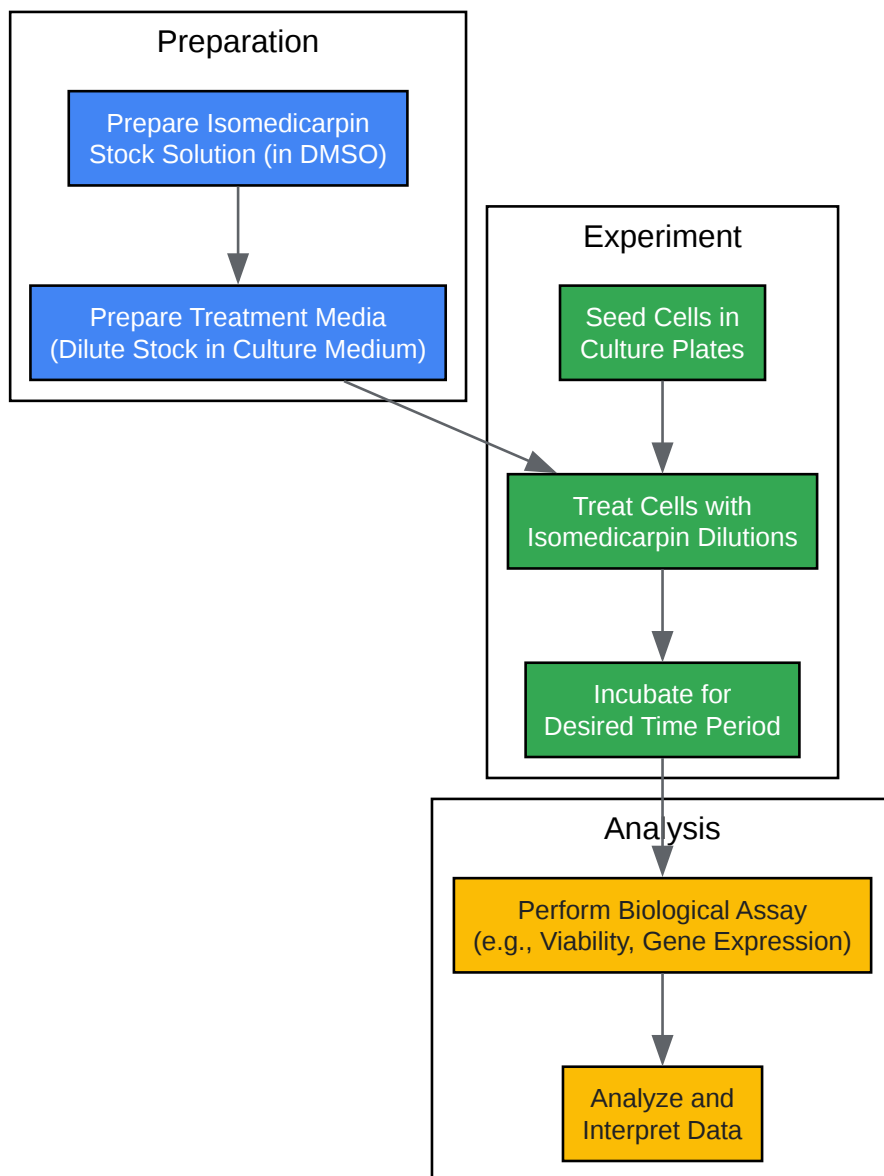 Preparation
Prepare Isomedicarpin
Stock Solution (in DMSO)
Prepare Treatment Media
(Dilute Stock in Culture Medium)
Experiment
Seed Cells in
Culture Plates
Treat Cells with
Isomedicarpin Dilutions
Incubate for
Desired Time Period
Analysis
Perform Biological Assay
(e.g., Viability, Gene Expression)
Analyze and
Interpret Data